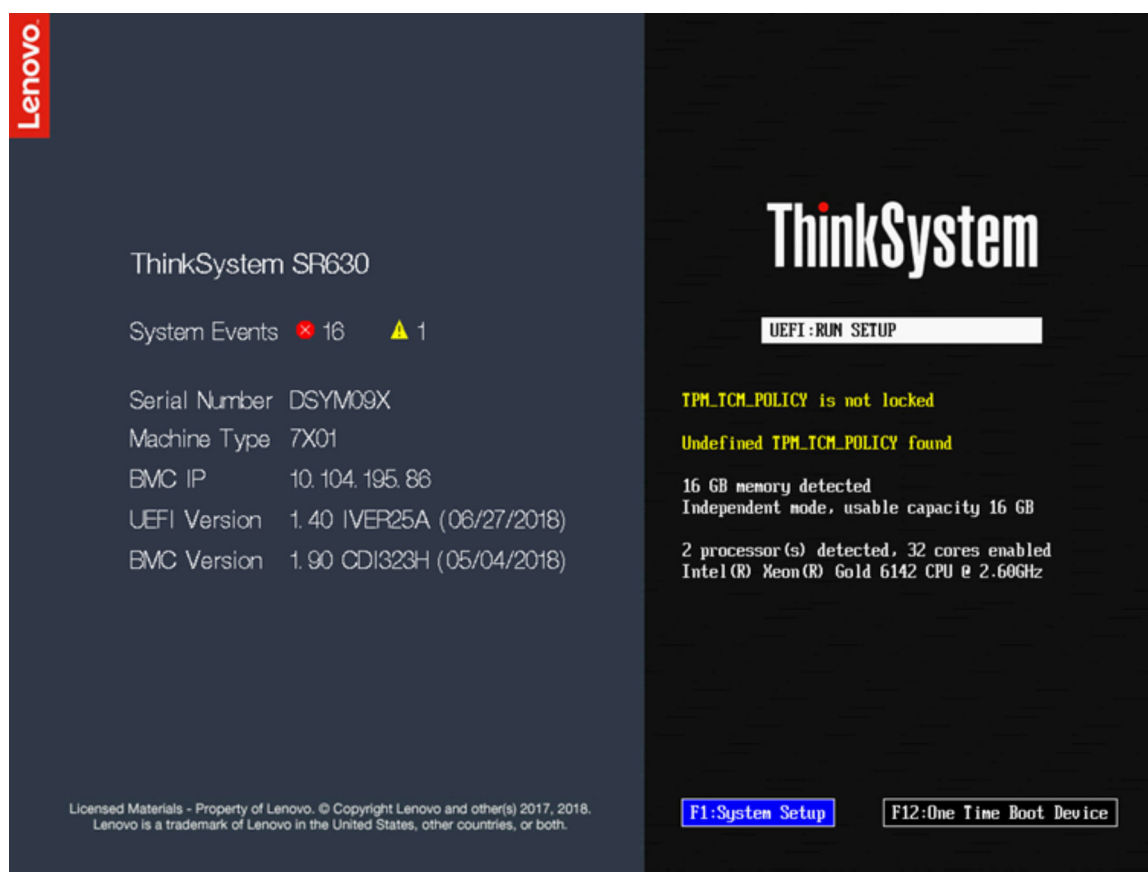 Lenovo
ThinkSystem SR630
System Events 16 1
Serial Number DSYM09X
Machine Type 7X01
BMC IP 10.104.195.86
UEFI Version 1.40 IVER25A (06/27/2018)
BMC Version 1.90 CDI323H (05/04/2018)
Licensed Materials - Property of Lenovo. © Copyright Lenovo and other(s) 2017, 2018.
Lenovo is a trademark of Lenovo in the United States, other countries, or both.
ThinkSystem
UEFI:RUN SETUP
TPM_TCM_POLICY is not locked
Undefined TPM_TCM_POLICY found
16 GB memory detected
Independent mode, usable capacity 16 GB
2 processor(s) detected, 32 cores enabled
Intel(R) Xeon(R) Gold 6142 CPU @ 2.60GHz
F1:System Setup
F12:One Time Boot Device